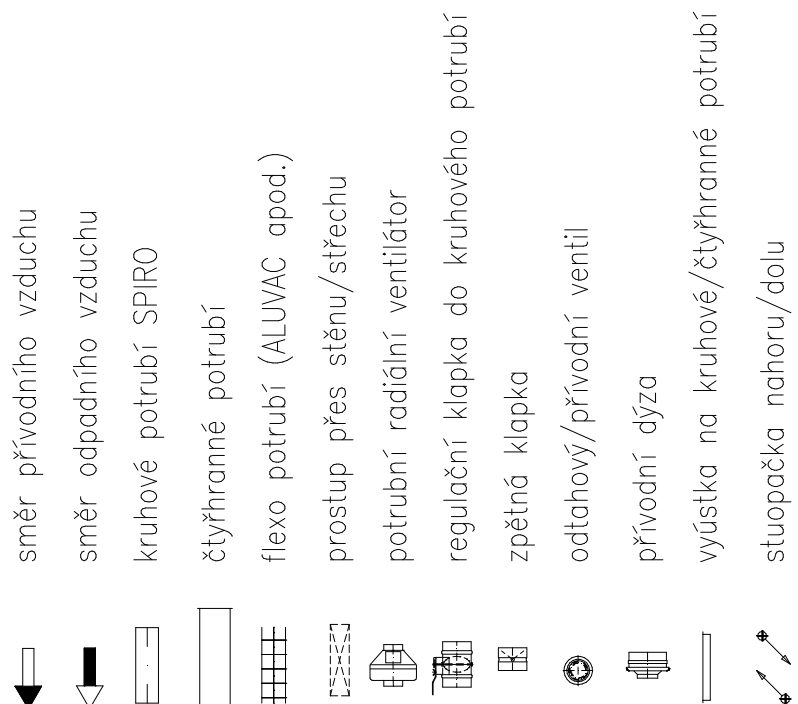 směr přívodního vzduchu
směr odpadního vzduchu
kruhové potrubí SPIRO
čtyřhranné potrubí
flexo potrubí (ALUVAC apod.)
prostup přes stěnu/střechu
potrubní radiální ventilátor
regulační klapka do kruhového potrubí
zpětná klapka
odtahový/přívodní ventil
přívodní dýza
vyústka na kruhové/čtyřhranné potrubí
stuopačka nahoru/dolu